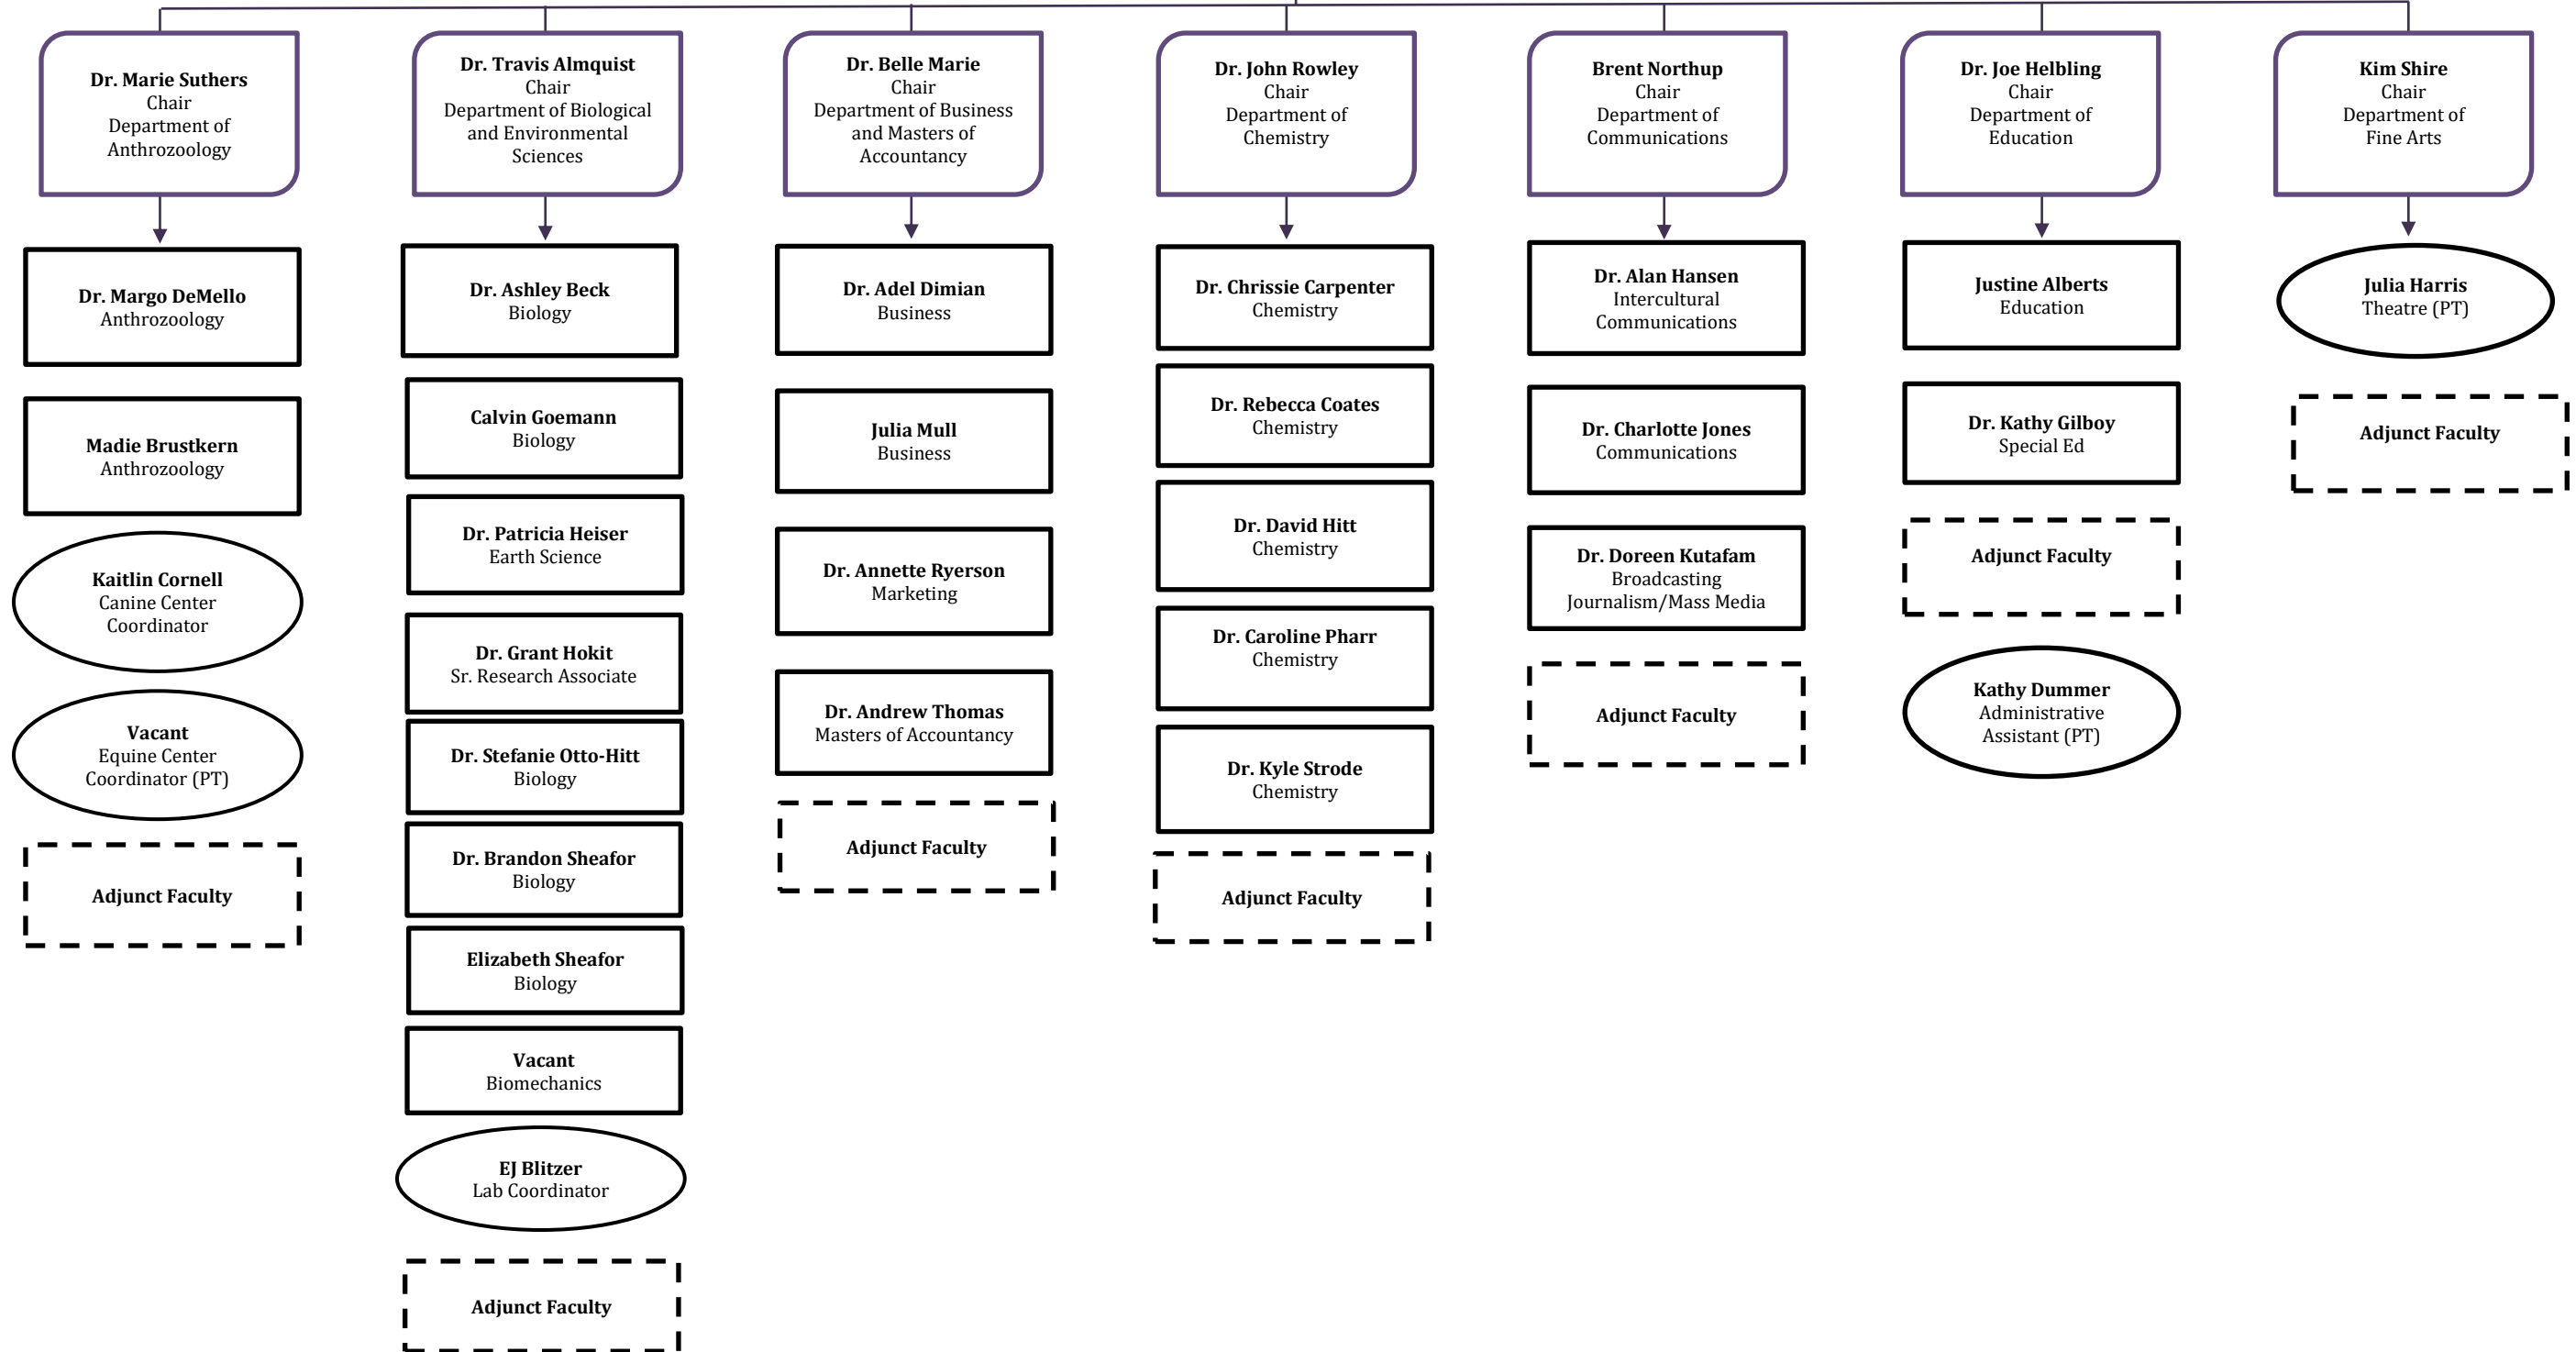 Dr. Marie Suthers
Chair
Department of
Anthrozoology
Dr. Margo DeMello
Anthrozoology
Madie Brustkern
Anthrozoology
Kaitlin Cornell
Canine Center
Coordinator
Vacant
Equine Center
Coordinator (PT)
Adjunct Faculty
Dr. Travis Almquist
Chair
Department of Biological
and Environmental
Sciences
Dr. Ashley Beck
Biology
Calvin Goemann
Biology
Dr. Patricia Heiser
Earth Science
Dr. Grant Hokit
Sr. Research Associate
Dr. Stefanie Otto-Hitt
Biology
Dr. Brandon Sheafor
Biology
Elizabeth Sheafor
Biology
Vacant
Biomechanics
EJ Blitzer
Lab Coordinator
Adjunct Faculty
Dr. Belle Marie
Chair
Department of Business
and Masters of
Accountancy
Dr. Adel Dimian
Business
Julia Mull
Business
Dr. Annette Ryerson
Marketing
Dr. Andrew Thomas
Masters of Accountancy
Adjunct Faculty
Dr. John Rowley
Chair
Department of
Chemistry
Dr. Chrissie Carpenter
Chemistry
Dr. Rebecca Coates
Chemistry
Dr. David Hitt
Chemistry
Dr. Caroline Pharr
Chemistry
Dr. Kyle Strode
Chemistry
Adjunct Faculty
Brent Northup
Chair
Department of
Communications
Dr. Alan Hansen
Intercultural
Communications
Dr. Charlotte Jones
Communications
Dr. Doreen Kutafam
Broadcasting
Journalism/Mass Media
Adjunct Faculty
Dr. Joe Helbling
Chair
Department of
Education
Justine Alberts
Education
Dr. Kathy Gilboy
Special Ed
Adjunct Faculty
Kathy Dummer
Administrative
Assistant (PT)
Kim Shire
Chair
Department of
Fine Arts
Julia Harris
Theatre (PT)
Adjunct Faculty